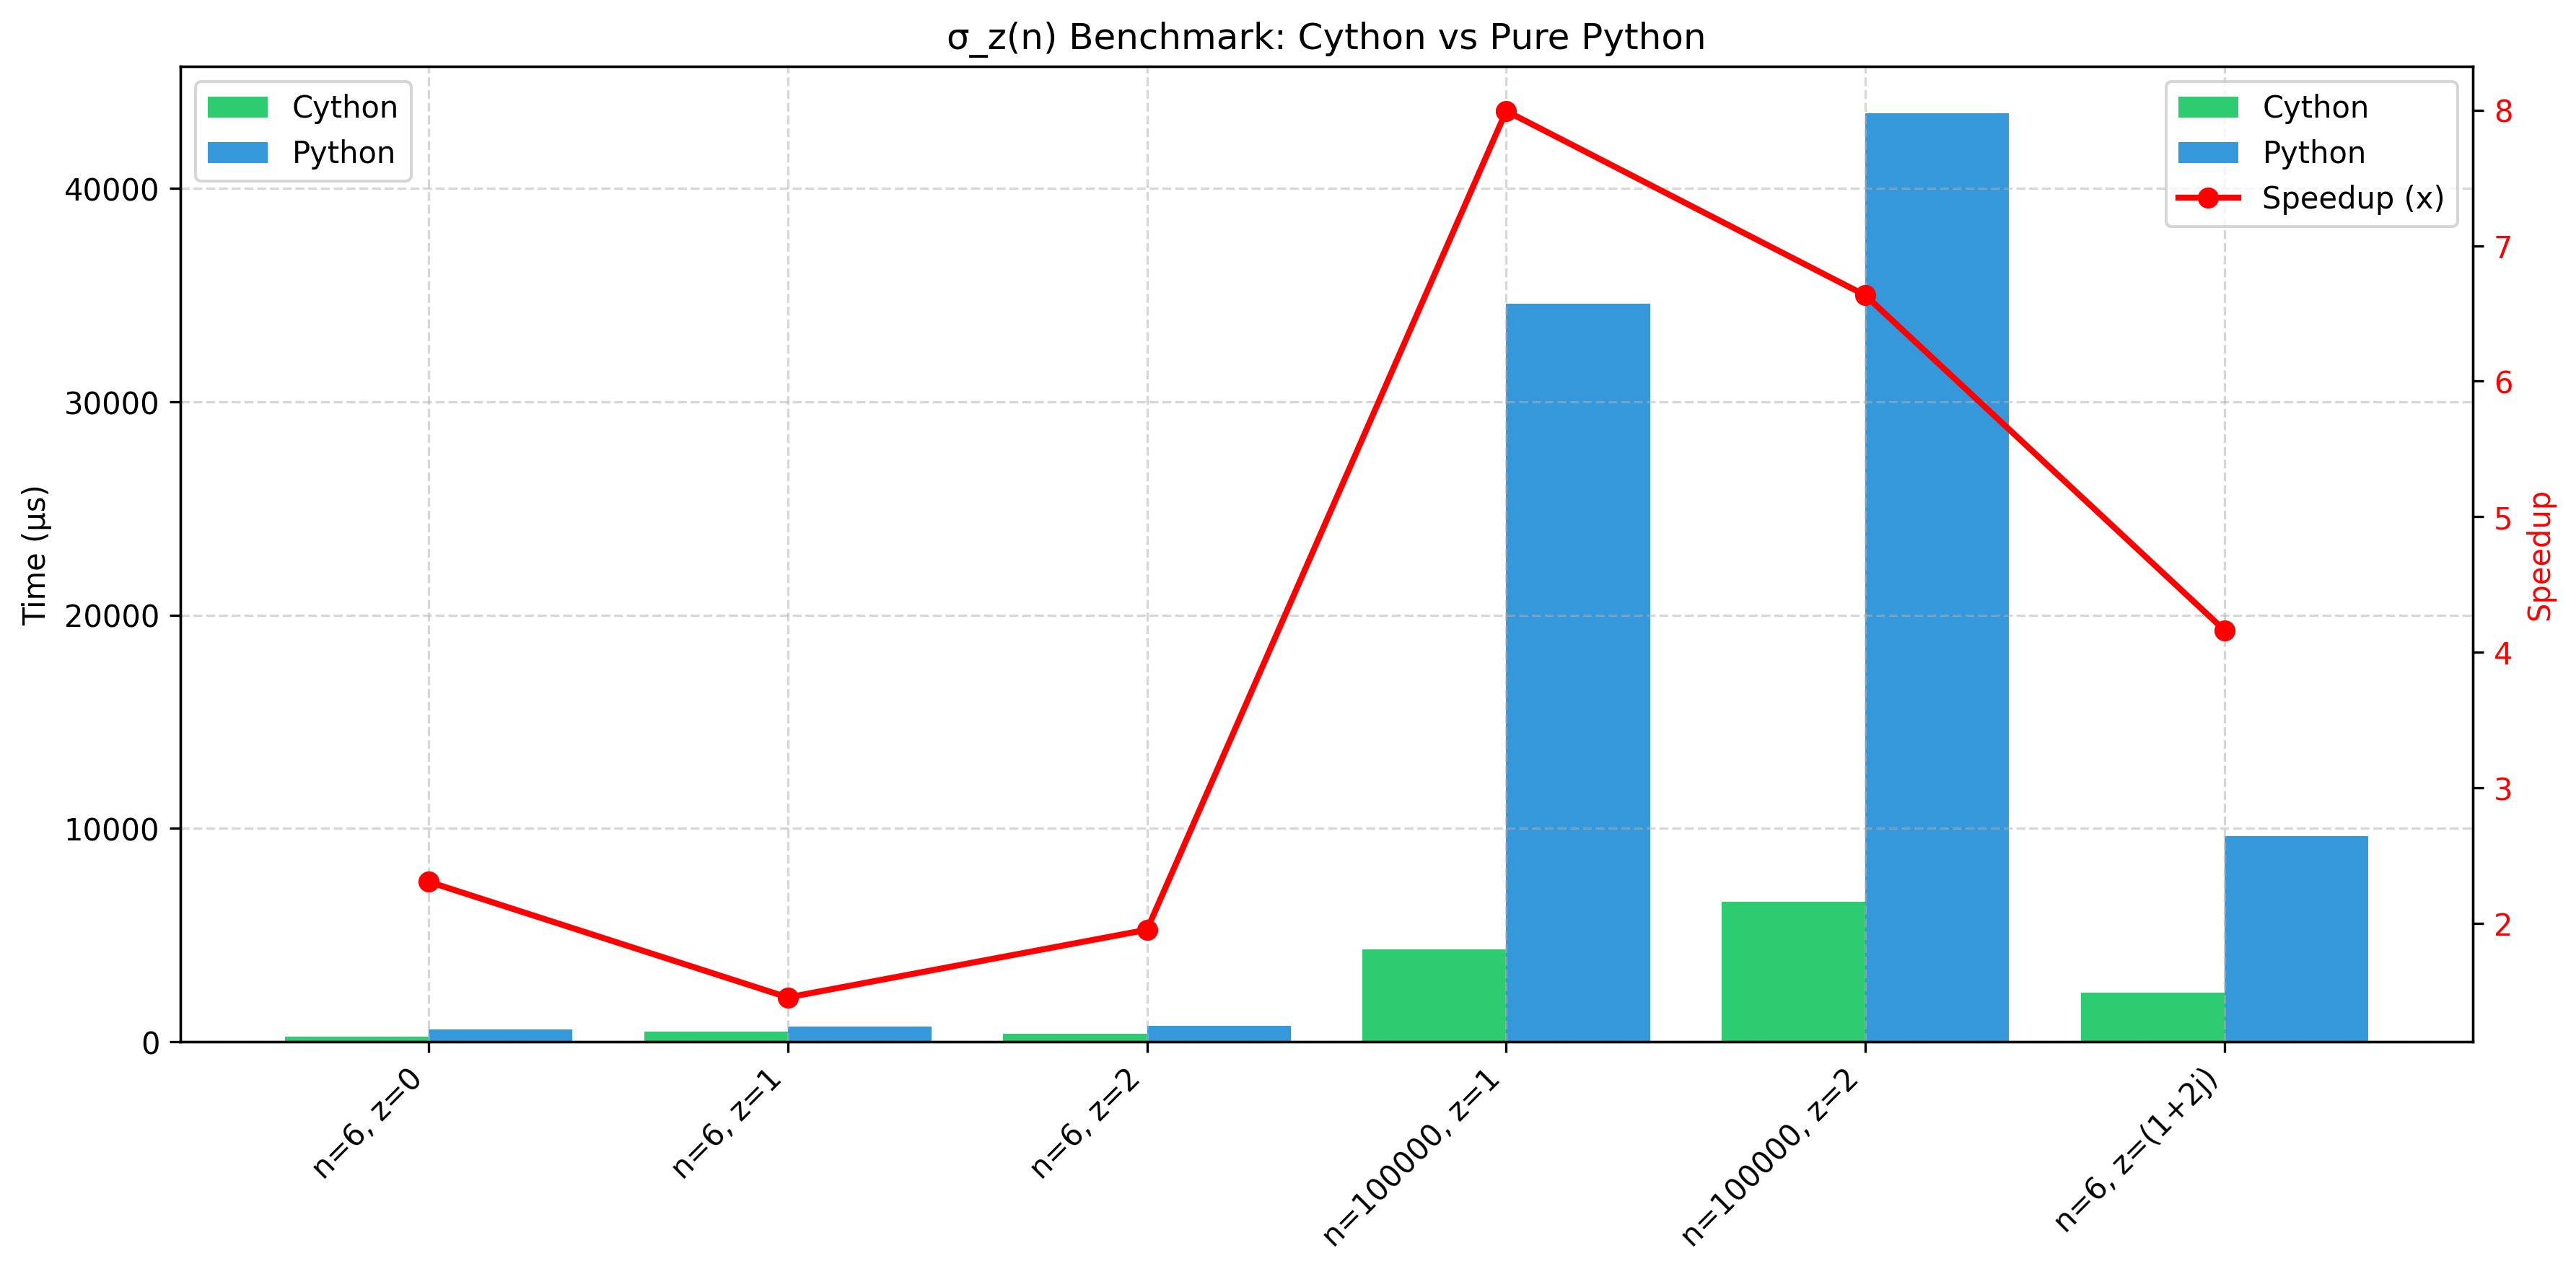 σ_z(n) Benchmark: Cython vs Pure Python
Cython
Python
Cython
Python
Speedup (x)
Time (µs)
40000
30000
20000
10000
0
8
7
6
5
4
3
2
Speedup
n=6, z=0
n=6, z=1
n=6, z=2
n=100000, z=1
n=100000, z=2
n=6, z=(1+2j)